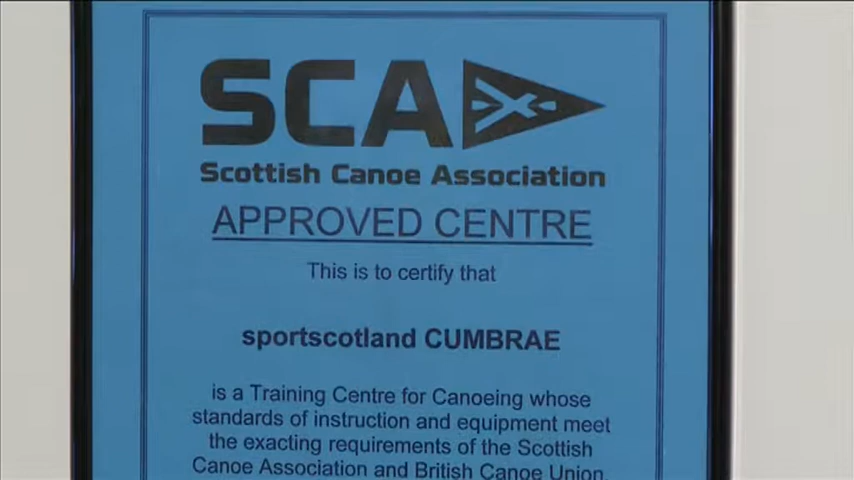 SCA
Scottish Canoe Association
APPROVED CENTRE
This is to certify that
sportscotland CUMBRAE
is a Training Centre for Canoeing whose
standards of instruction and equipment meet
the exacting requirements of the Scottish
Canoe Association and British Canoe Union.